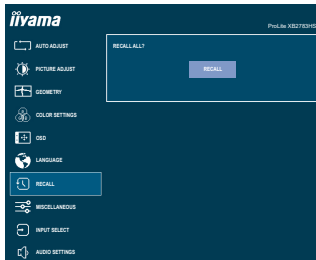 iiyama
ProLite XB2783HS
AUTO ADJUST
RECALL ALL?
PICTURE ADJUST
RECALL
GEOMETRY
COLOR SETTINGS
OSD
LANGUAGE
RECALL
MISCELLANEOUS
INPUT SELECT
AUDIO SETTINGS